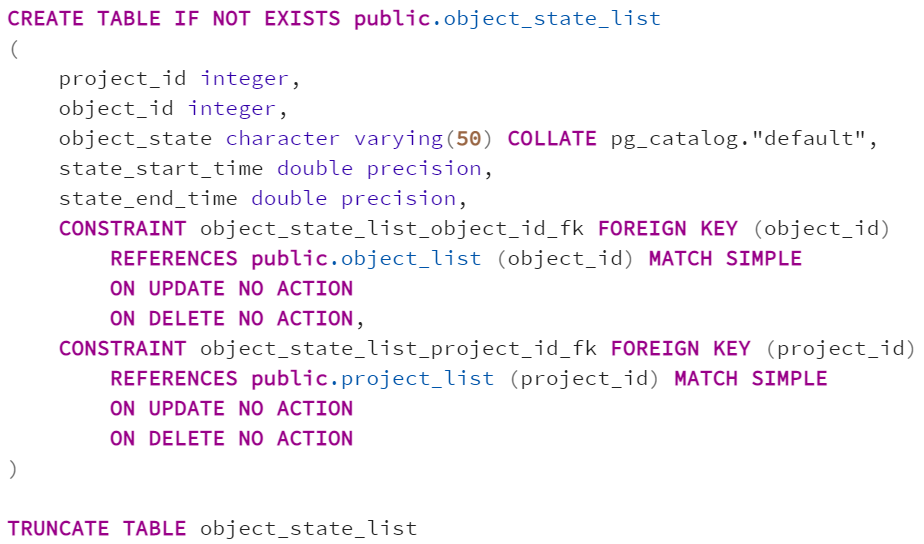 CREATE TABLE IF NOT EXISTS public.object_state_list
(
    project_id integer,
    object_id integer,
    object_state character varying(50) COLLATE pg_catalog."default",
    state_start_time double precision,
    state_end_time double precision,
    CONSTRAINT object_state_list_object_id_fk FOREIGN KEY (object_id)
        REFERENCES public.object_list (object_id) MATCH SIMPLE
        ON UPDATE NO ACTION
        ON DELETE NO ACTION,
    CONSTRAINT object_state_list_project_id_fk FOREIGN KEY (project_id)
        REFERENCES public.project_list (project_id) MATCH SIMPLE
        ON UPDATE NO ACTION
        ON DELETE NO ACTION
)

TRUNCATE TABLE object_state_list